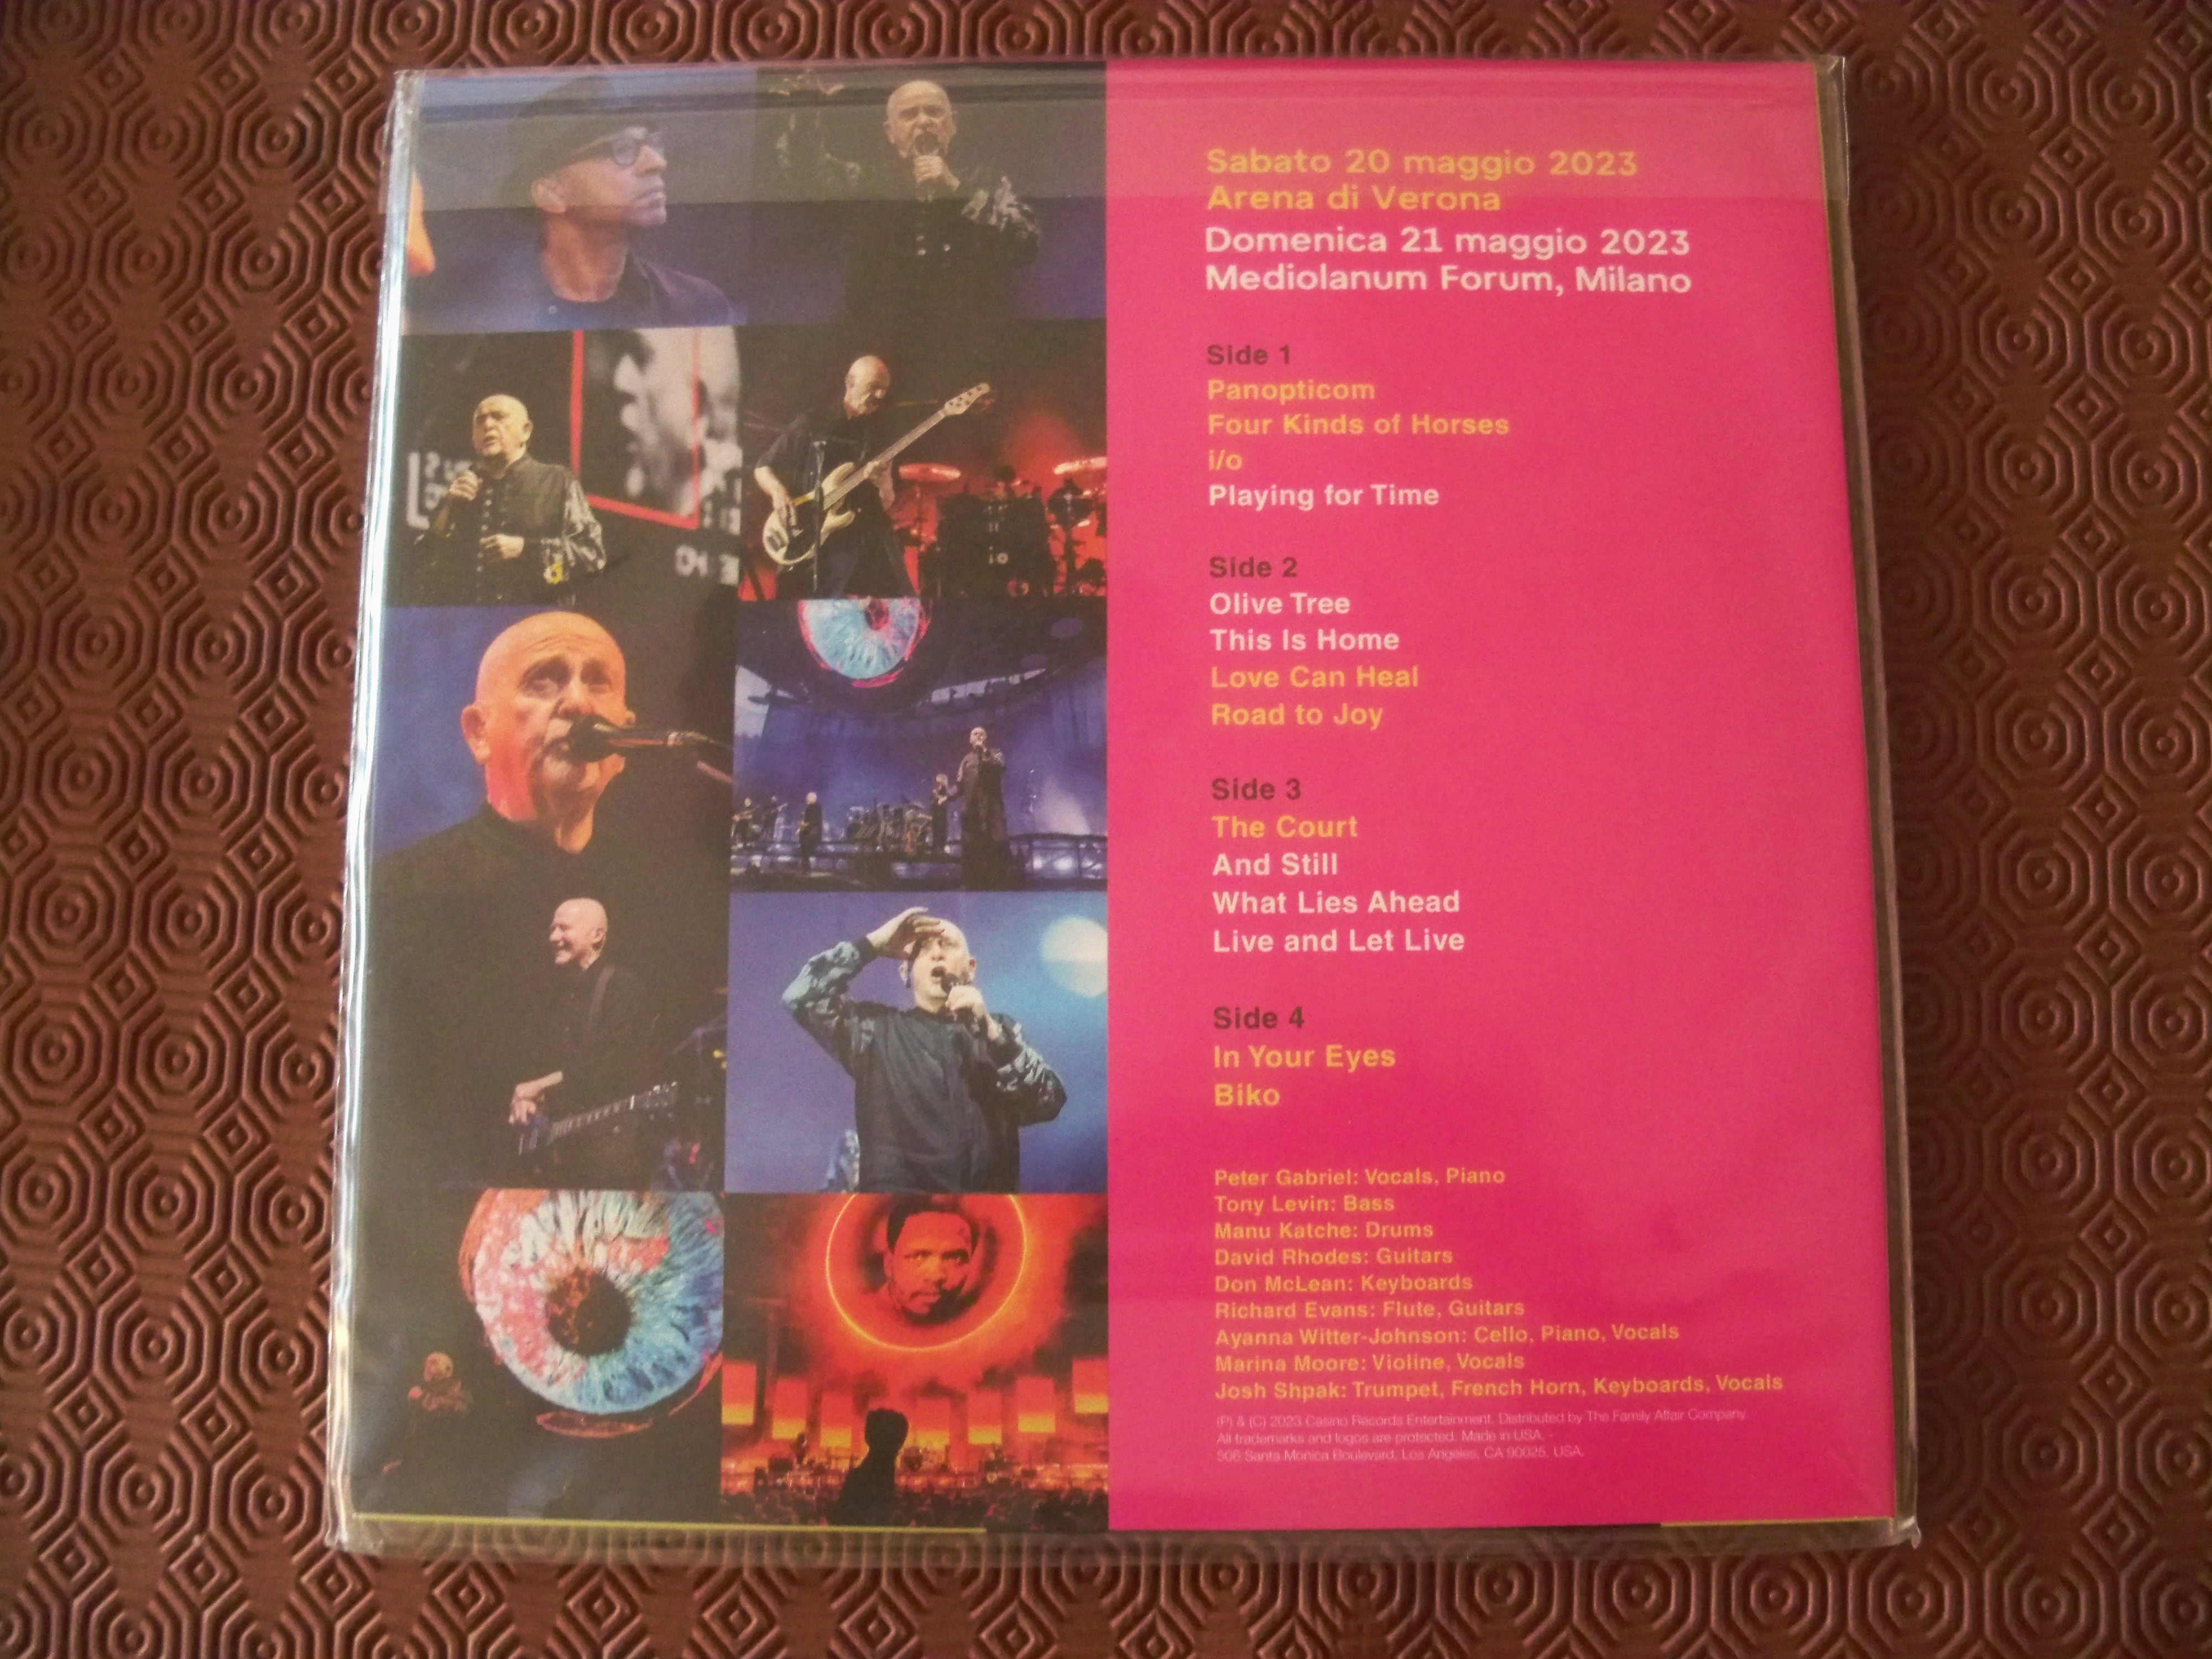 Sabato 20 maggio 2023
Arena di Verona
Domenica 21 maggio 2023
Mediolanum Forum, Milano
Side 1
Panopticom
Four Kinds of Horses
i/o
Playing for Time
Side 2
Olive Tree
This Is Home
Love Can Heal
Road to Joy
Side 3
The Court
And Still
What Lies Ahead
Live and Let Live
Side 4
In Your Eyes
Biko
Peter Gabriel: Vocals, Piano
Tony Levin: Bass
Manu Katche: Drums
David Rhodes: Guitars
Don McLean: Keyboards
Richard Evans: Flute, Guitars
Ayanna Witter-Johnson: Cello, Piano, Vocals
Marina Moore: Violine, Vocals
Josh Shpak: Trumpet, French Horn, Keyboards, Vocals
(P) & (C) 2023 Casino Records Entertainment. Distributed by The Family Affair Company.
All trademarks and logos are protected. Made in USA. -
506 Santa Monica Boulevard, Los Angeles, CA 90025, USA.
io